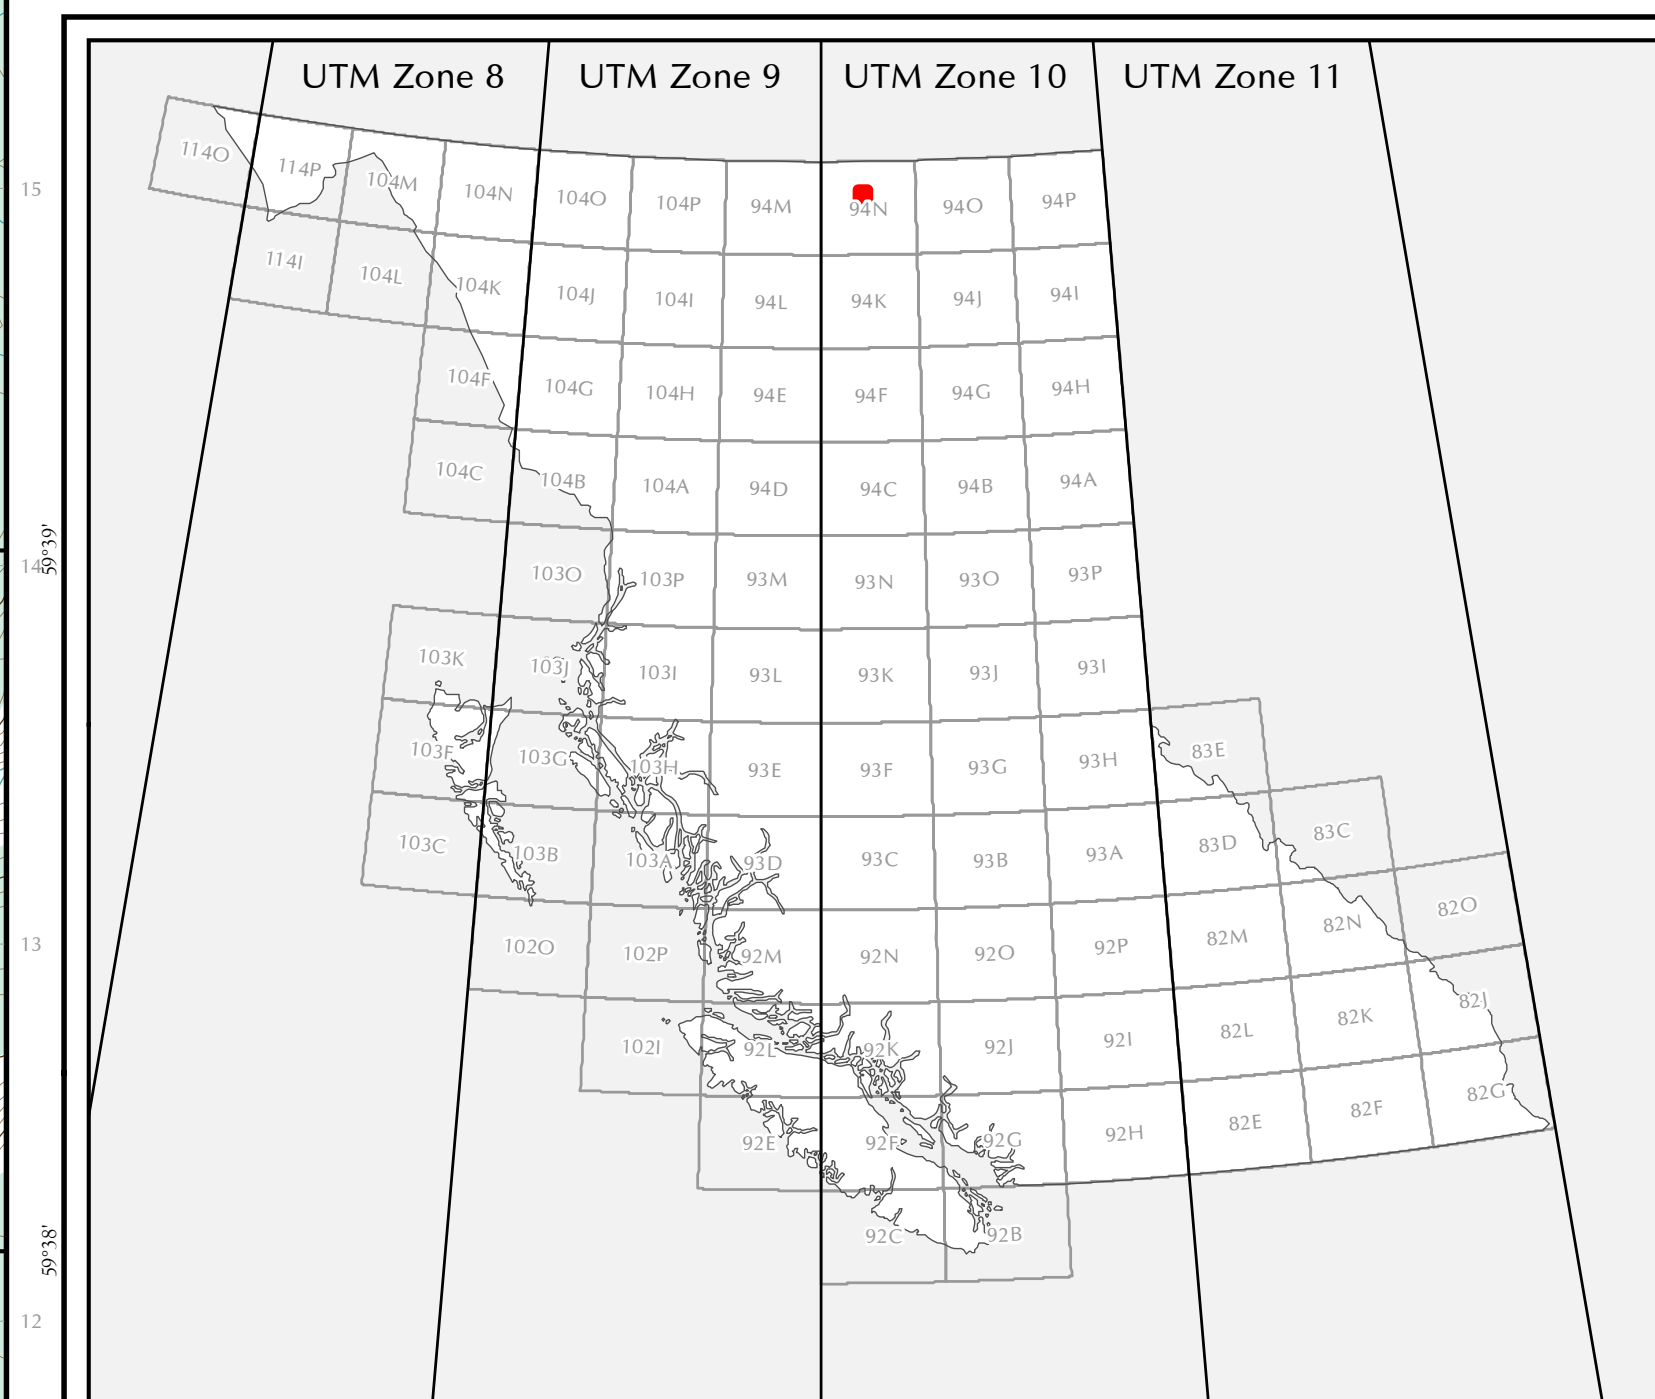 UTM Zone 8 UTM Zone 9 UTM Zone 10 UTM Zone 11
114O 114P 104M 104N 104O 104P 94M 94N 94O 94P
15
114I 104L 104K 104J 104I 94L 94K 94J 94I
104F 104G 104H 94E 94F 94G 94H
104C 104B 104A 94D 94C 94B 94A
59°39'
14
103O 103P 93M 93N 93O 93P
103K 103J 103I 93L 93K 93J 93I
103F 103G 103H 93E 93F 93G 93H 83E
103C 103B 103A 93D 93C 93B 93A 83D 83C
13
102O 102P 92M 92N 92O 92P 82M 82N 82O
102I 92L 92K 92J 92I 82L 82K 82J
92E 92F 92G 92H 82E 82F 82G
59°38'
92C 92B
12